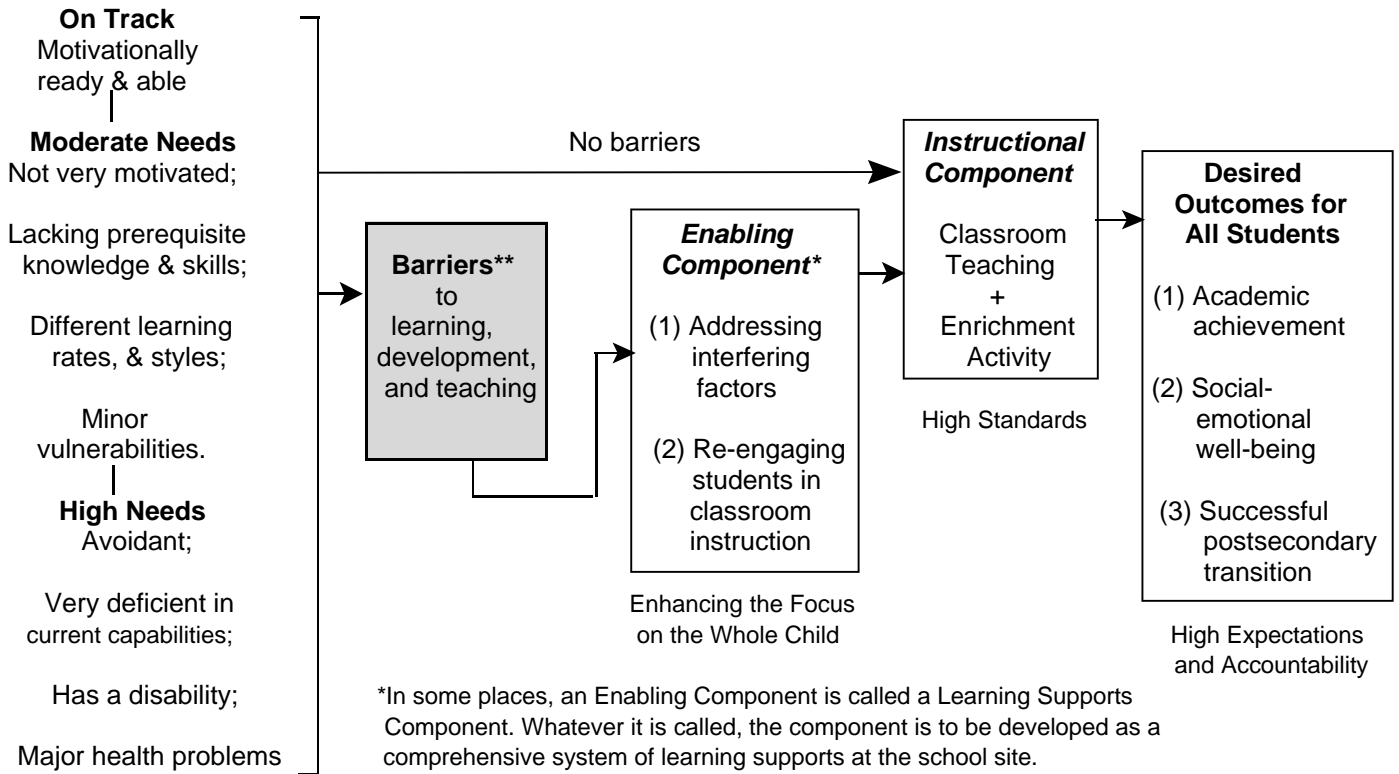 On Track
Motivationally
ready & able
Moderate Needs
Not very motivated;
Lacking prerequisite
knowledge & skills;
Different learning
rates, & styles;
Minor
vulnerabilities.
High Needs
Avoidant;
Very deficient in
current capabilities;
Has a disability;
Major health problems
No barriers
Barriers**
to
learning,
development,
and teaching
Enabling
Component*
(1) Addressing
interfering
factors
(2) Re-engaging
students in
classroom
instruction
Enhancing the Focus
on the Whole Child
Instructional
Component
Classroom
Teaching
+
Enrichment
Activity
High Standards
Desired
Outcomes for
All Students
(1) Academic
achievement
(2) Social-
emotional
well-being
(3) Successful
postsecondary
transition
High Expectations
and Accountability
*In some places, an Enabling Component is called a Learning Supports
Component. Whatever it is called, the component is to be developed as a
comprehensive system of learning supports at the school site.